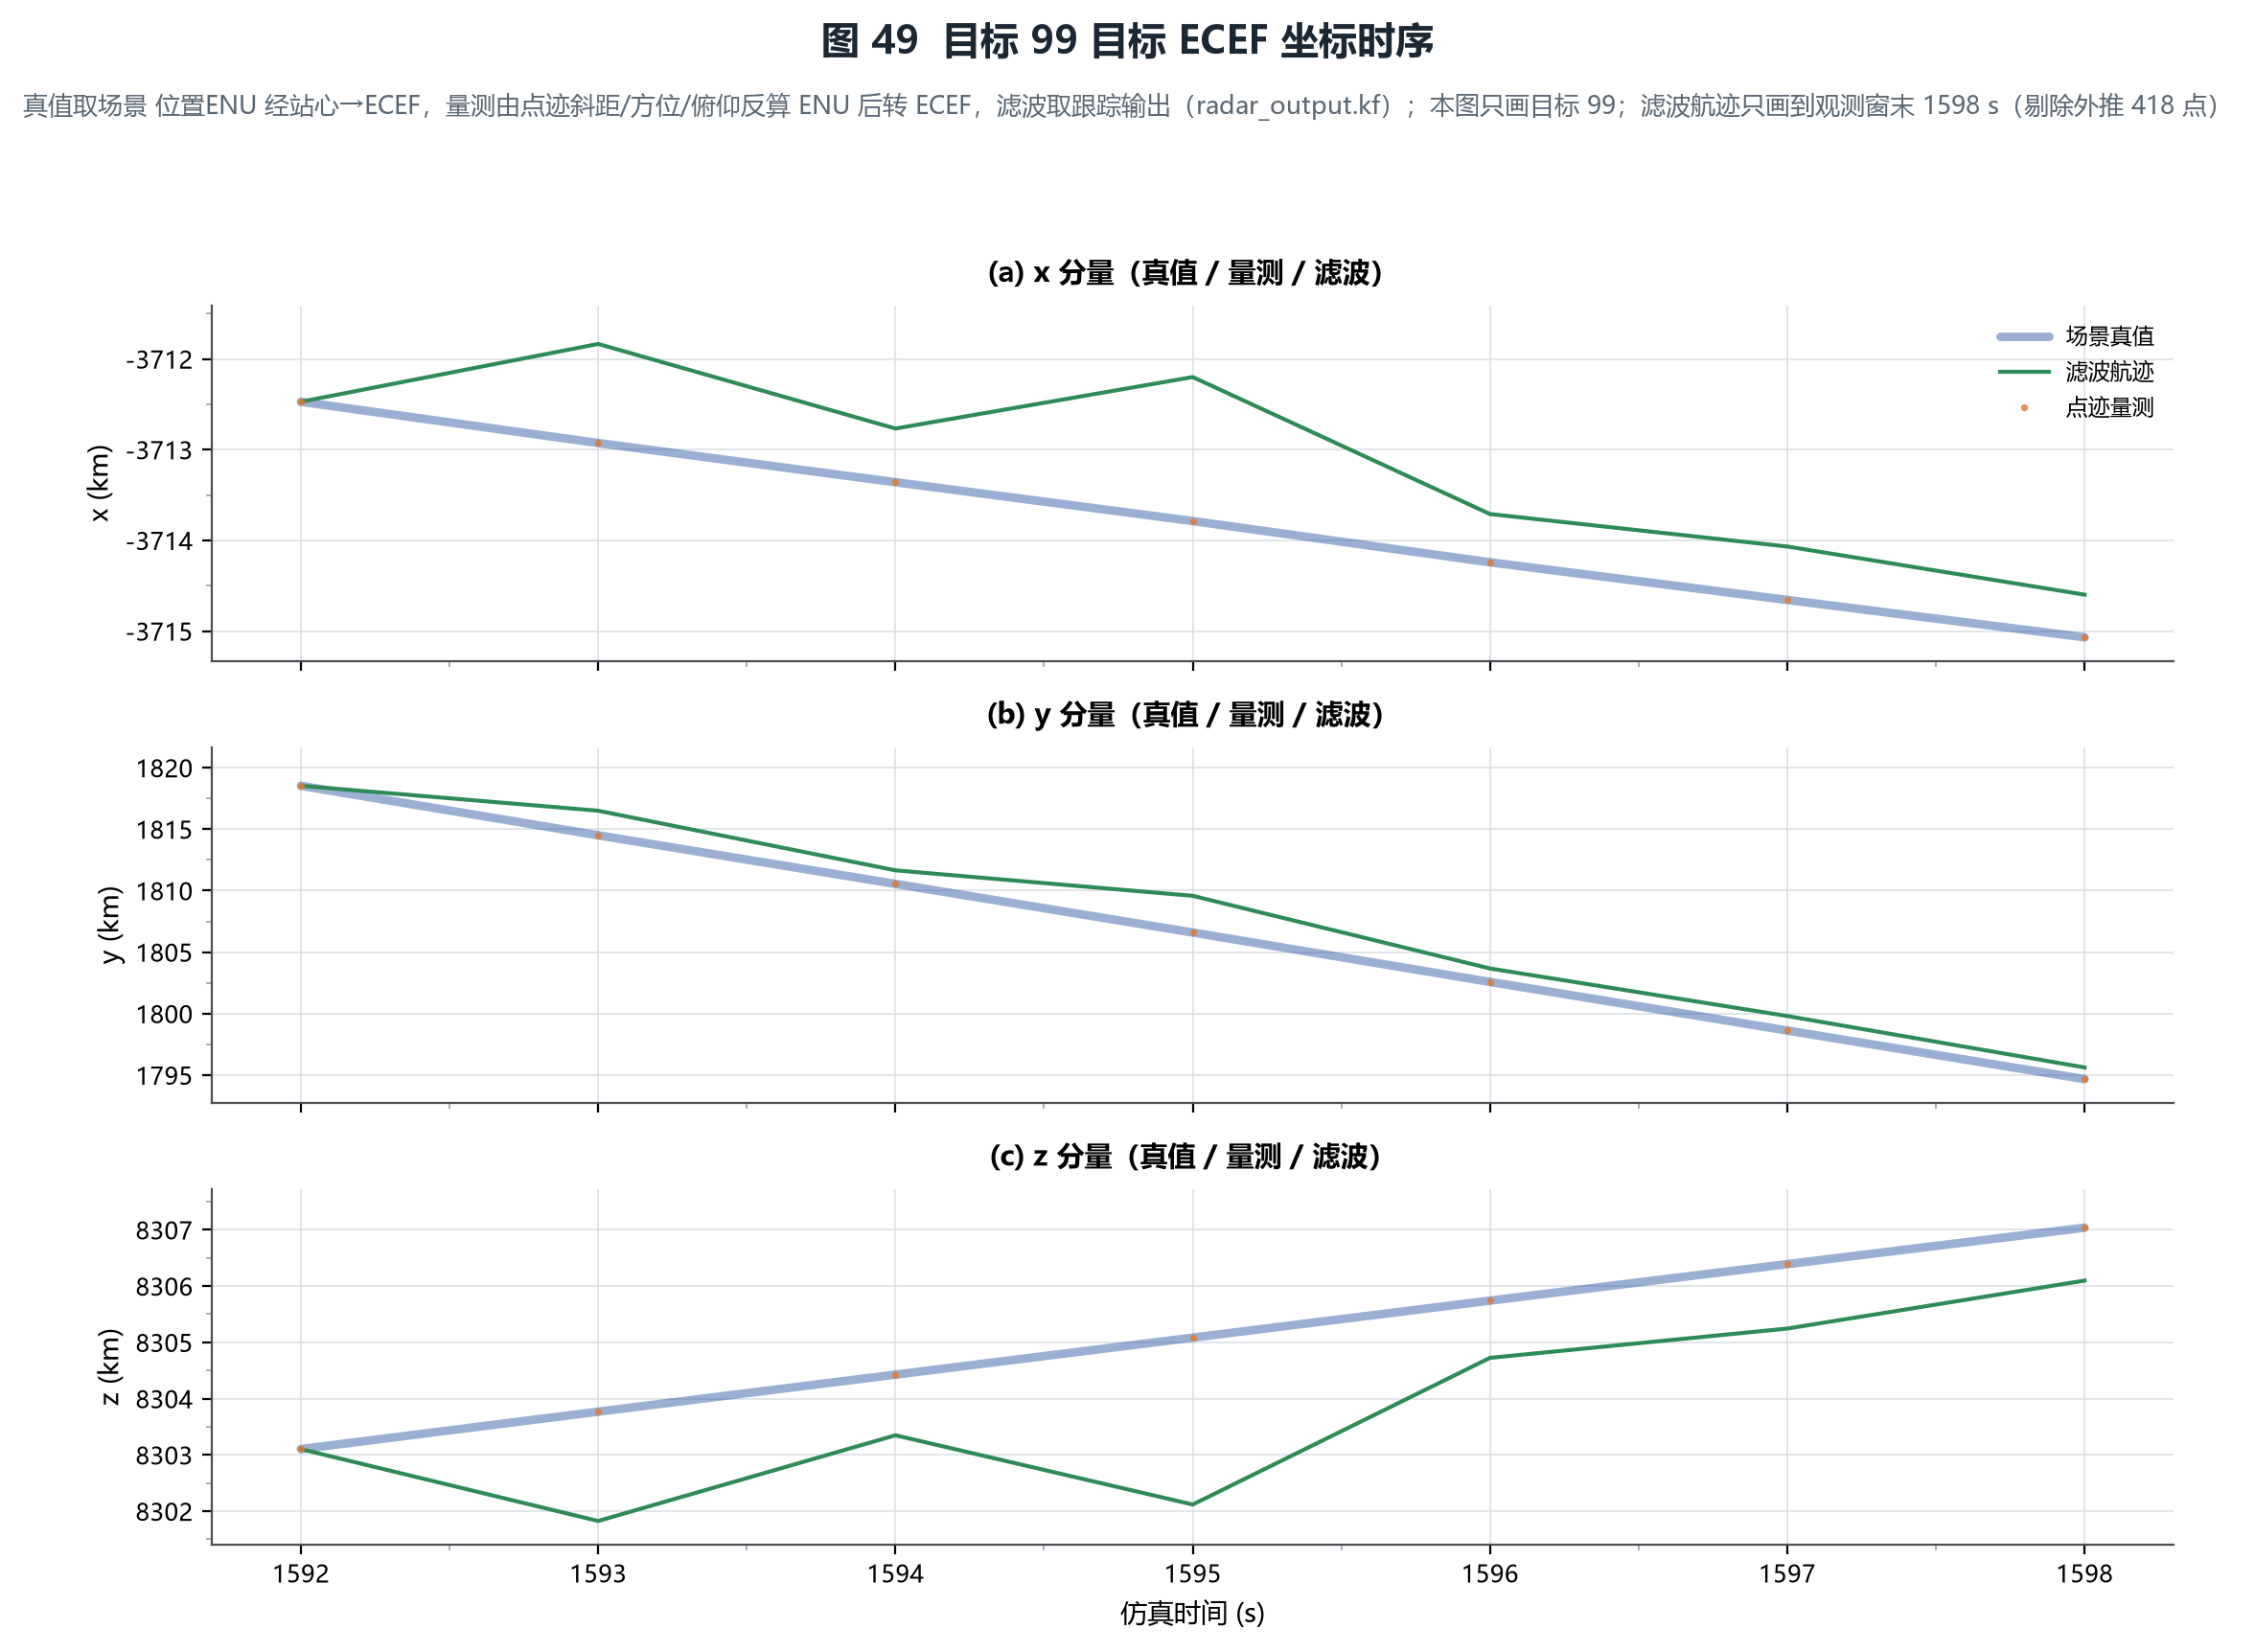 图 49 目标 99 目标 ECEF 坐标时序
真值取场景 位置ENU 经站心→ECEF，量测由点迹斜距/方位/俯仰反算 ENU 后转 ECEF，滤波取跟踪输出（radar_output.kf）；本图只画目标 99；滤波航迹只画到观测窗末 1598 s（剔除外推 418 点）
(a) x 分量（真值 / 量测 / 滤波）
场景真值
滤波航迹
点迹量测
x (km)
-3712
-3713
-3714
-3715
(b) y 分量（真值 / 量测 / 滤波）
y (km)
1820
1815
1810
1805
1800
1795
(c) z 分量（真值 / 量测 / 滤波）
z (km)
8307
8306
8305
8304
8303
8302
1592 1593 1594 1595 1596 1597 1598
仿真时间 (s)